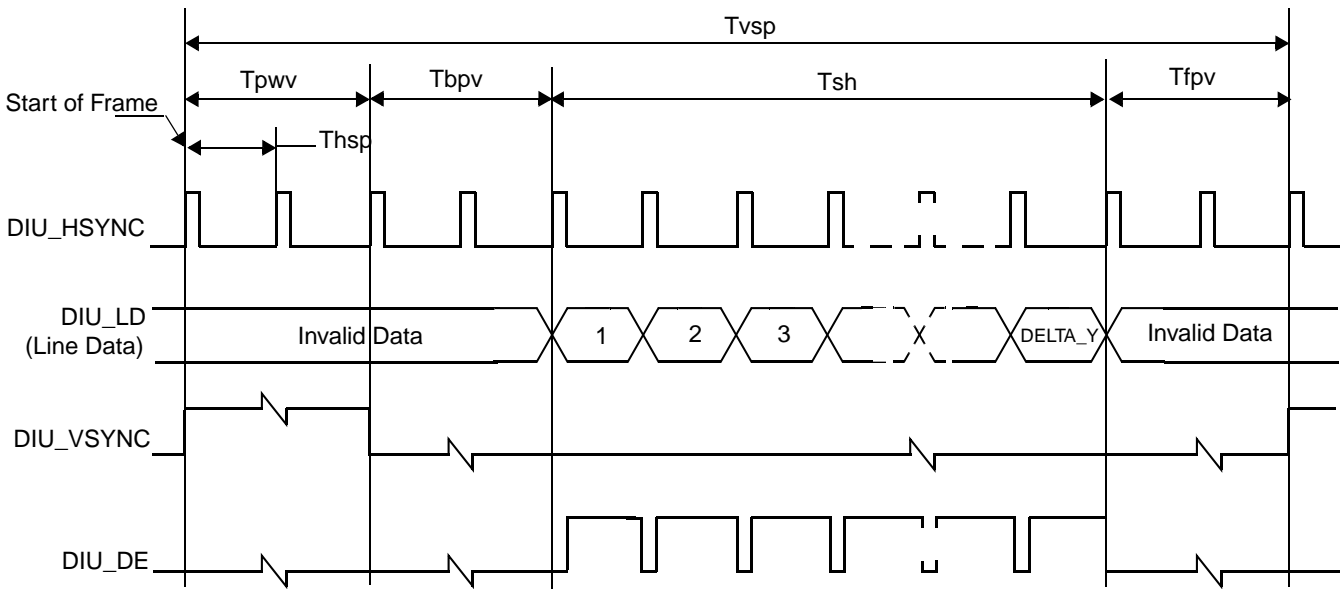 Tvsp
Tpwv
Tbpv
Tsh
Tfpv
Start of Frame
Thsp
DIU_HSYNC
DIU_LD
(Line Data)
Invalid Data
1
2
3
DELTA_Y
Invalid Data
DIU_VSYNC
DIU_DE